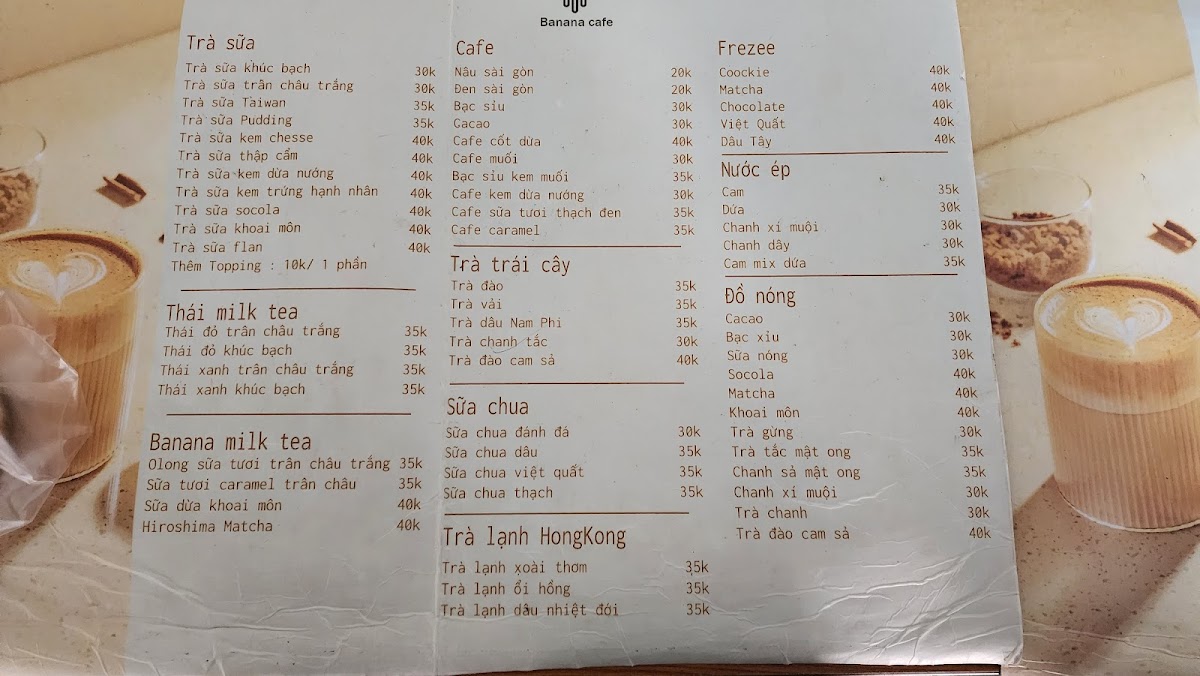 Banana cafe
Trà sữa
Trà sữa khúc bạch 30k
Trà sữa trân châu trắng 30k
Trà sữa Taiwan 35k
Trà sữa Pudding 35k
Trà sữa kem chesse 40k
Trà sữa thập cẩm 40k
Trà sữa kem dừa nướng 40k
Trà sữa kem trứng hạnh nhân 40k
Trà sữa socola 40k
Trà sữa khoai môn 40k
Trà sữa flan 40k
Thêm Topping : 10k/ 1 phần
Thái milk tea
Thái đỏ trân châu trắng 35k
Thái đỏ khúc bạch 35k
Thái xanh trân châu trắng 35k
Thái xanh khúc bạch 35k
Banana milk tea
Olong sữa tươi trân châu trắng 35k
Sữa tươi caramel trân châu 35k
Sữa dừa khoai môn 40k
Hiroshima Matcha 40k
Cafe
Nâu sài gòn 20k
Đen sài gòn 20k
Bạc sỉu 30k
Cacao 30k
Cafe cốt dừa 40k
Cafe muối 30k
Bạc sỉu kem muối 35k
Cafe kem dừa nướng 30k
Cafe sữa tươi thạch đen 35k
Cafe caramel 35k
Trà trái cây
Trà đào 35k
Trà vải 35k
Trà dâu Nam Phi 35k
Trà chanh tắc 30k
Trà đào cam sả 40k
Sữa chua
Sữa chua đánh đá 30k
Sữa chua dâu 35k
Sữa chua việt quất 35k
Sữa chua thạch 35k
Trà lạnh HongKong
Trà lạnh xoài thơm 35k
Trà lạnh ổi hồng 35k
Trà lạnh dâu nhiệt đới 35k
Frezee
Coockie 40k
Matcha 40k
Chocolate 40k
Việt Quất 40k
Dâu Tây 40k
Nước ép
Cam 35k
Dứa 30k
Chanh xí muội 30k
Chanh dây 30k
Cam mix dứa 35k
Đồ nóng
Cacao 30k
Bạc xỉu 30k
Sữa nóng 30k
Socola 40k
Matcha 40k
Khoai môn 40k
Trà gừng 30k
Trà tắc mật ong 35k
Chanh sả mật ong 35k
Chanh xí muội 30k
Trà chanh 30k
Trà đào cam sả 40k